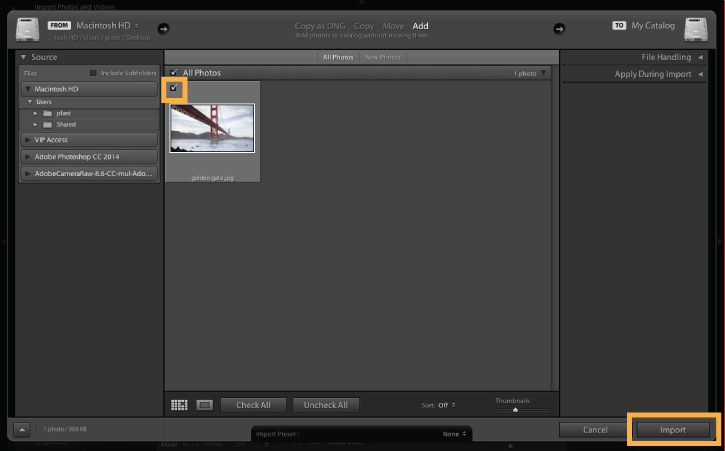 Import Photos and Videos
FROM Macintosh HD
...tosh HD / Users / plant / Desktop
Copy as DNG Copy Move Add
Add photos to catalog without moving them
TO My Catalog
Source
Files Include Subfolders
Macintosh HD
Users
plant
Shared
VIP Access
Adobe Photoshop CC 2014
AdobeCameraRaw-8.6-CC-mul-Ado...
All Photos New Photos
All Photos 1 photo
golden-gatx.jpg
File Handling
Apply During Import
Check All Uncheck All Sort: Off Thumbnails
1 photo / 908 KB
Import Preset: None
Cancel Import